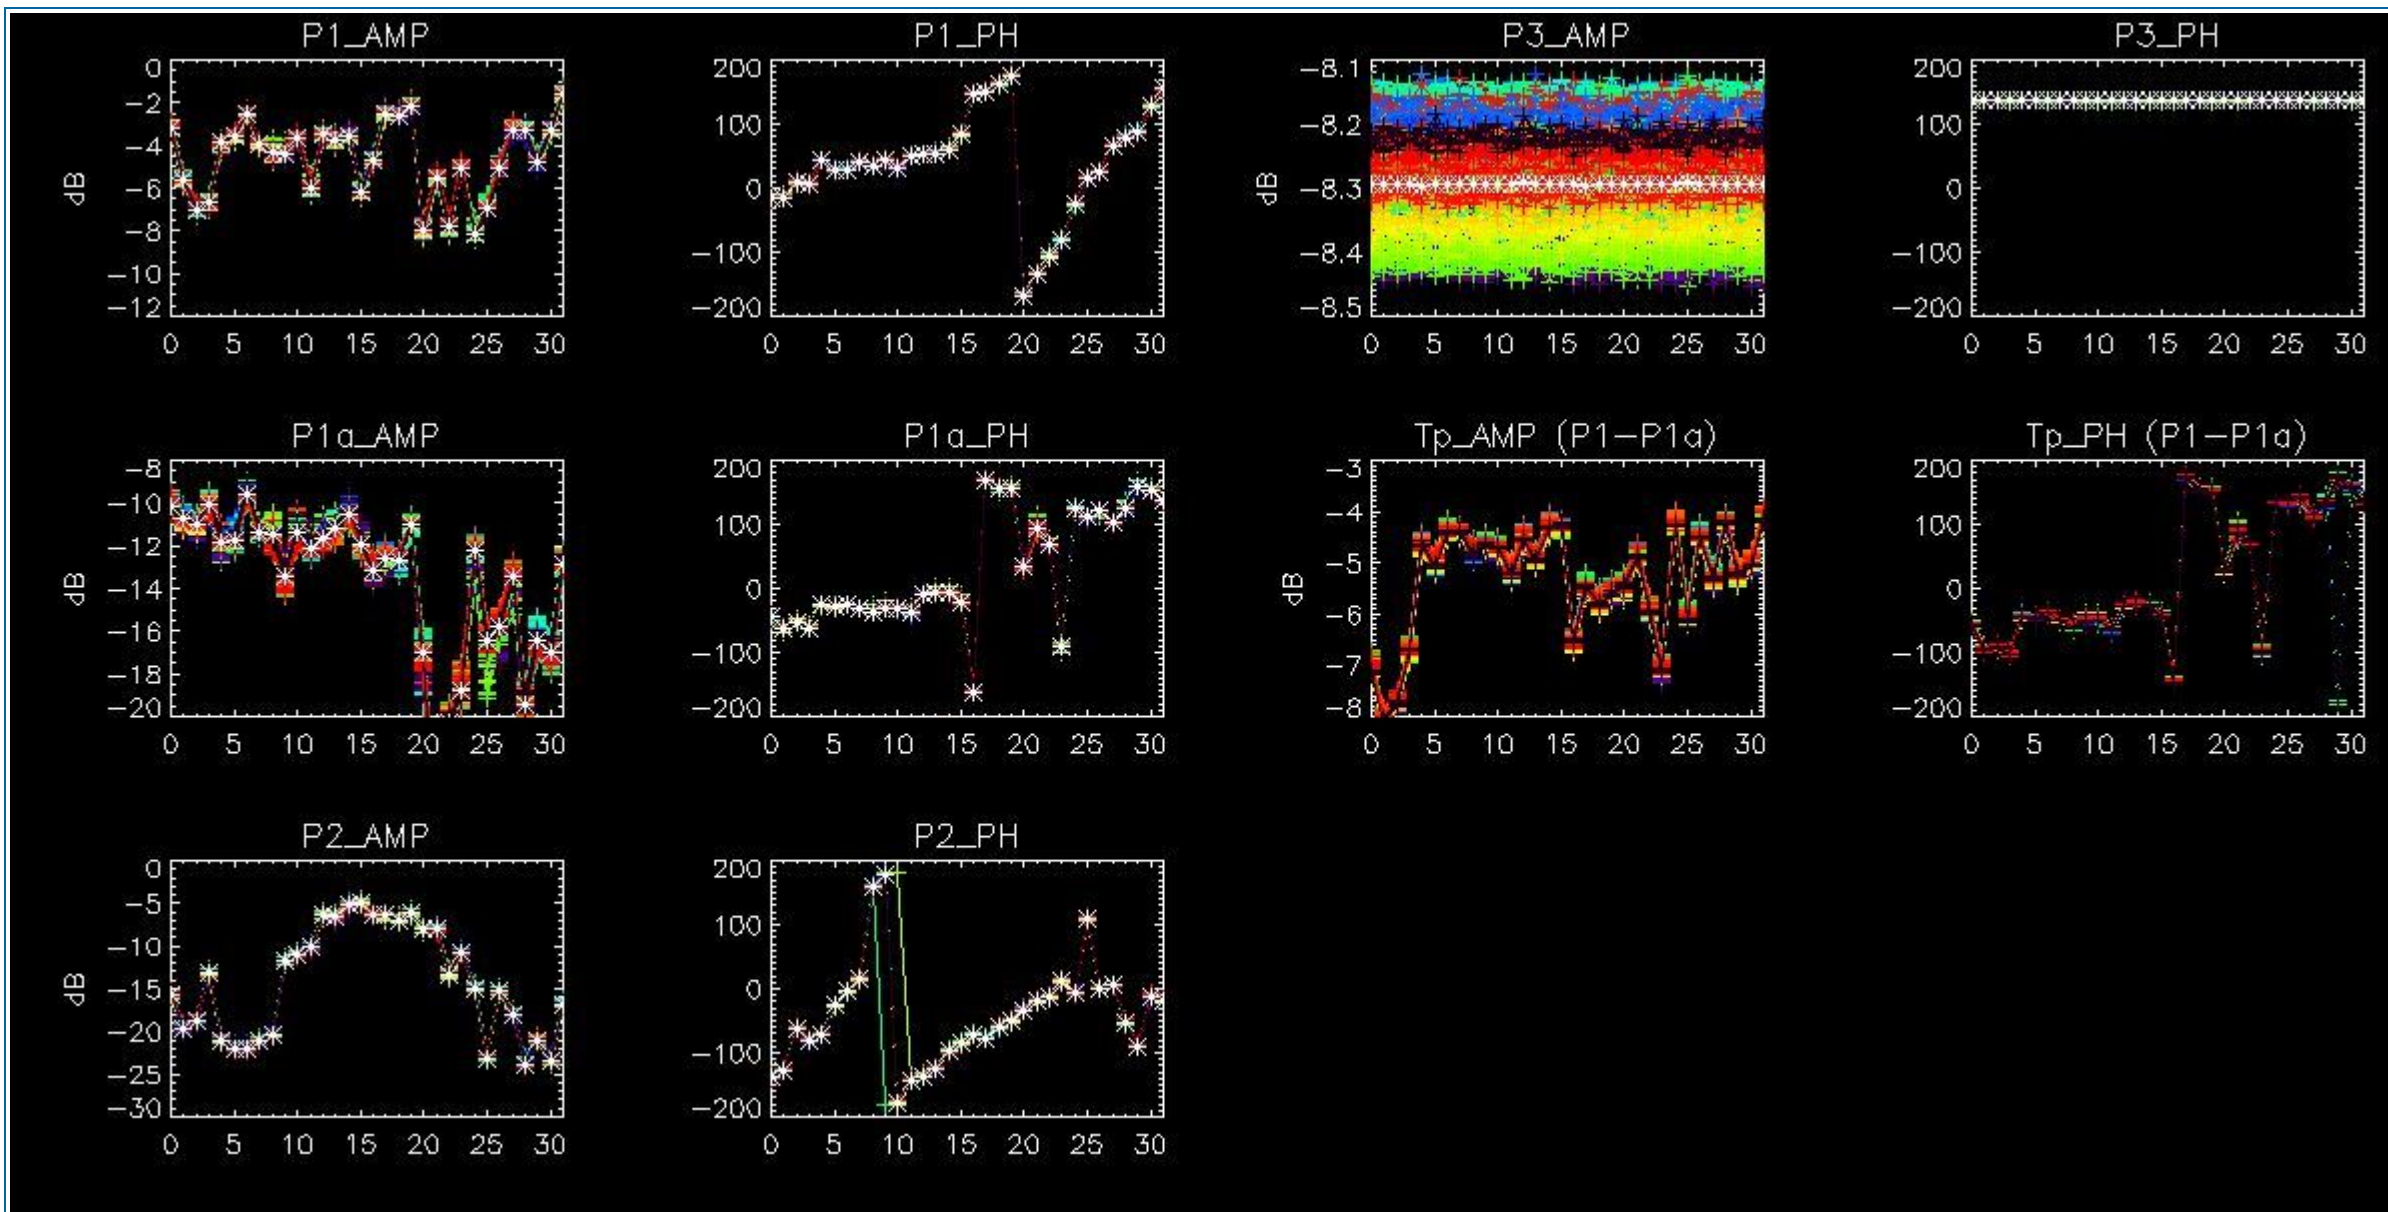 P1_AMP
0
−2
−4
−6
−8
−10
−12
dB
0 5 10 15 20 25 30
P1_PH
200
100
0
−100
−200
0 5 10 15 20 25 30
P3_AMP
−8.1
−8.2
−8.3
−8.4
−8.5
dB
0 5 10 15 20 25 30
P3_PH
200
100
0
−100
−200
0 5 10 15 20 25 30
P1a_AMP
−8
−10
−12
−14
−16
−18
−20
dB
0 5 10 15 20 25 30
P1a_PH
200
100
0
−100
−200
0 5 10 15 20 25 30
Tp_AMP (P1−P1a)
−3
−4
−5
−6
−7
−8
dB
0 5 10 15 20 25 30
Tp_PH (P1−P1a)
200
100
0
−100
−200
0 5 10 15 20 25 30
P2_AMP
0
−5
−10
−15
−20
−25
−30
dB
0 5 10 15 20 25 30
P2_PH
200
100
0
−100
−200
0 5 10 15 20 25 30